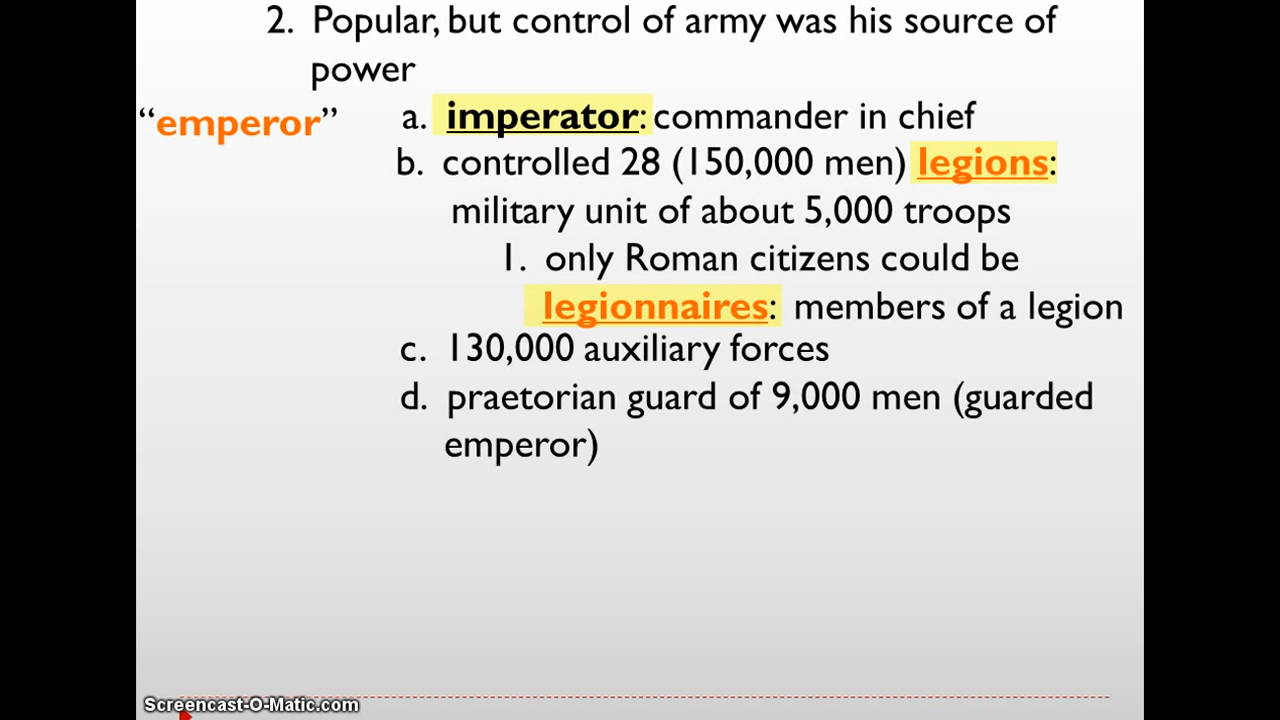 2. Popular, but control of army was his source of
power
“emperor”
a. imperator: commander in chief
b. controlled 28 (150,000 men) legions:
military unit of about 5,000 troops
1. only Roman citizens could be
legionnaires: members of a legion
c. 130,000 auxiliary forces
d. praetorian guard of 9,000 men (guarded
emperor)
Screencast-O-Matic.com